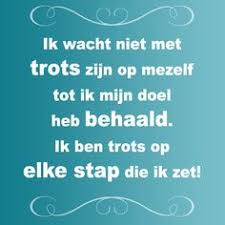 Ik wacht niet met
trots zijn op mezelf
tot ik mijn doel
heb behaald.
Ik ben trots op
elke stap die ik zet!